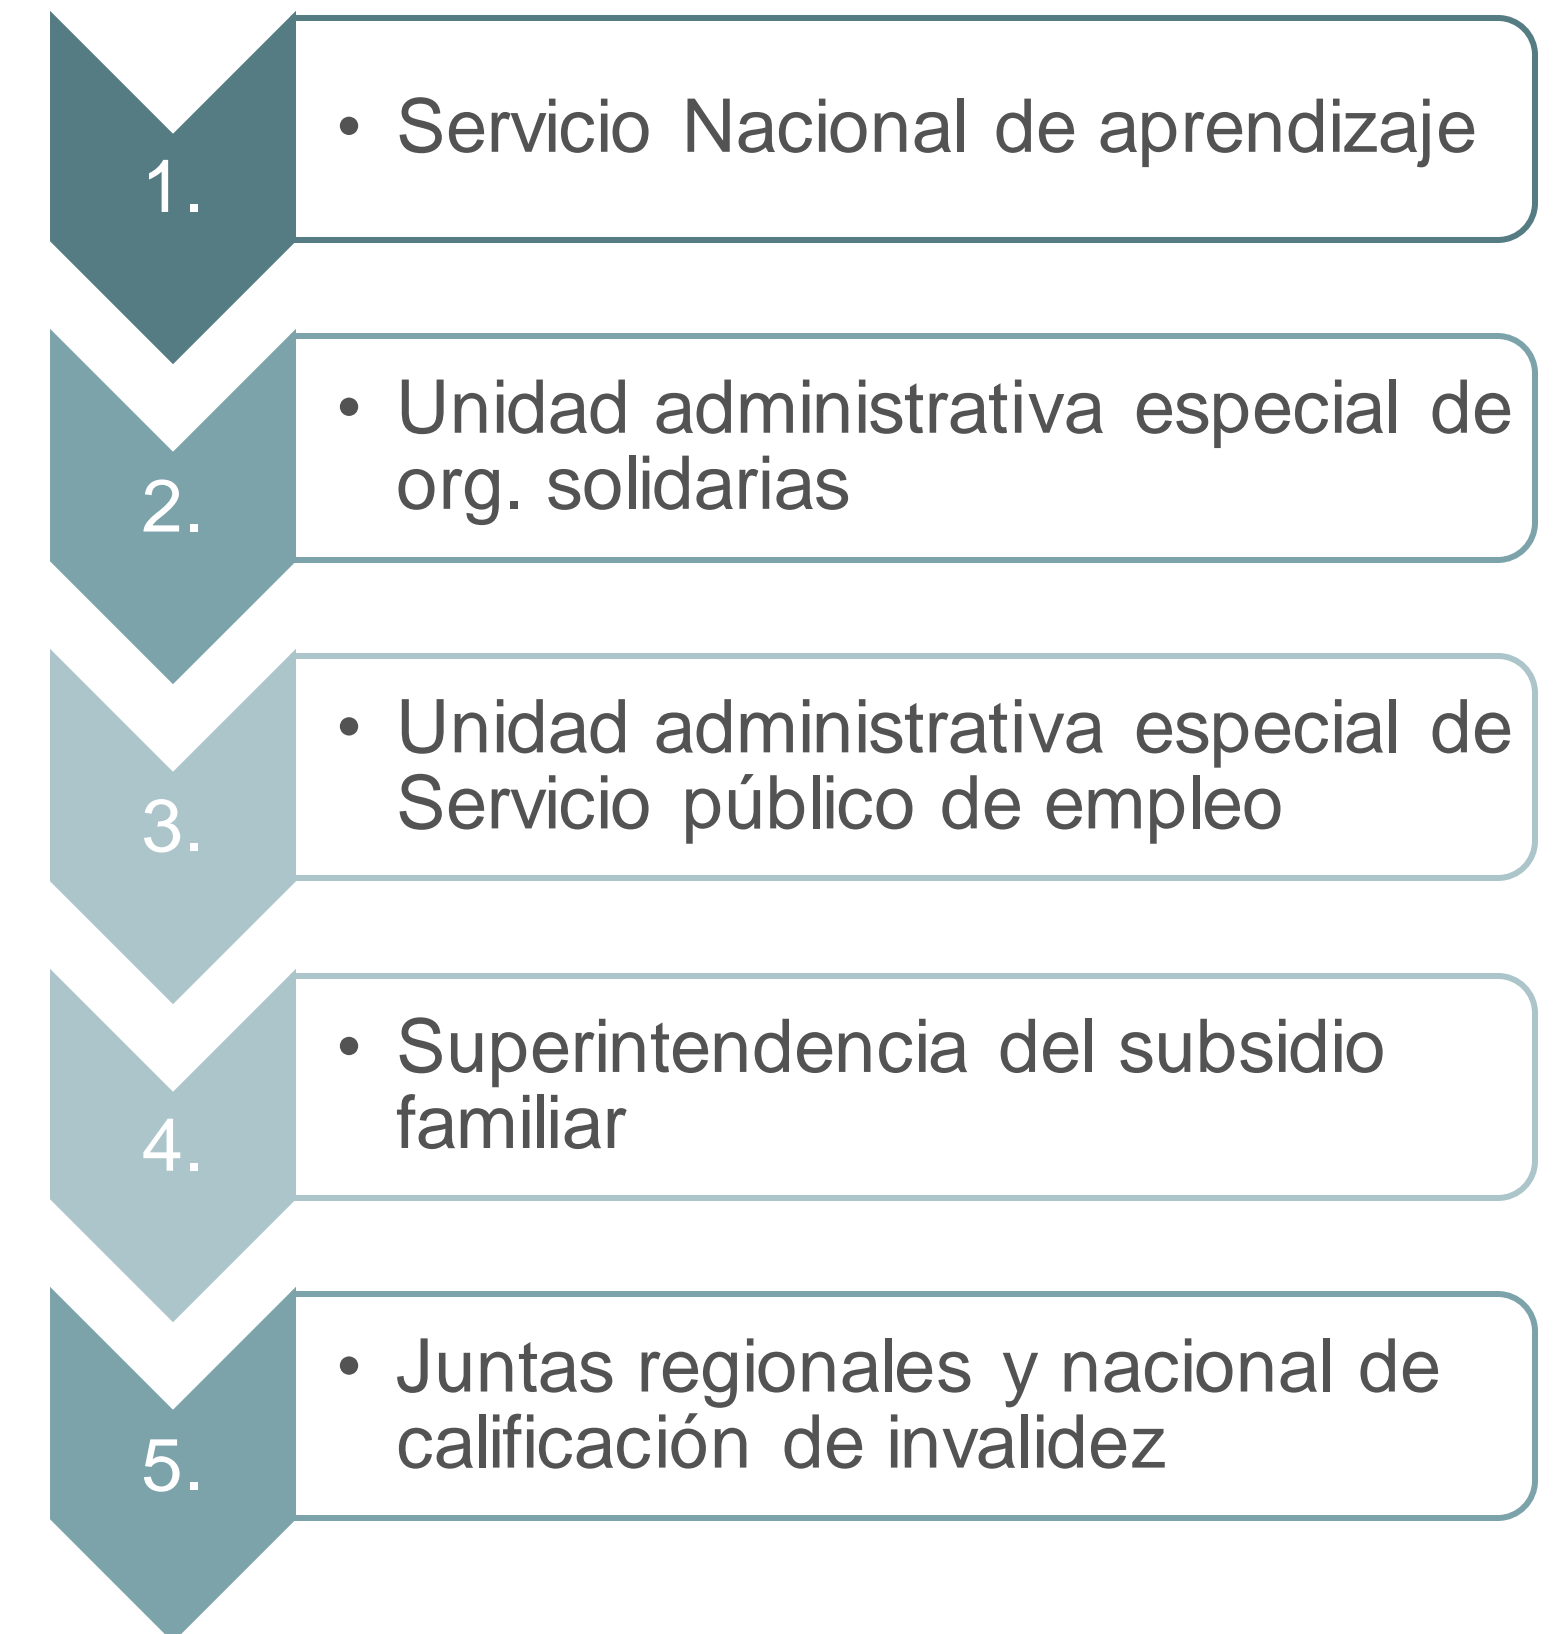 1.
• Servicio Nacional de aprendizaje
2.
• Unidad administrativa especial de
org. solidarias
3.
• Unidad administrativa especial de
Servicio público de empleo
4.
• Superintendencia del subsidio
familiar
5.
• Juntas regionales y nacional de
calificación de invalidez